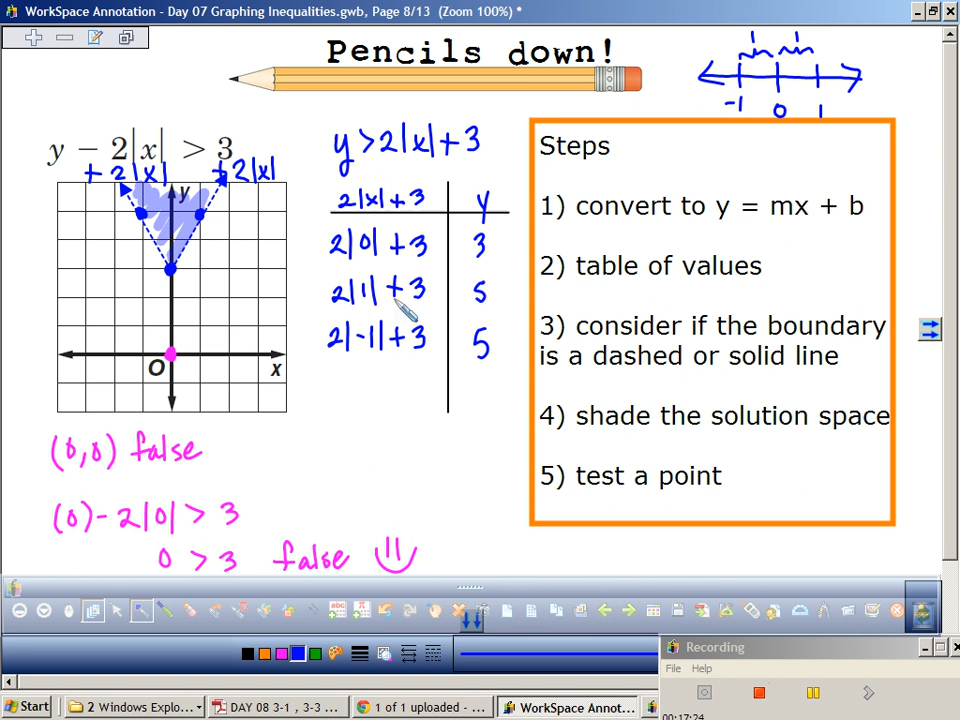 WorkSpace Annotation - Day 07 Graphing Inequalities.gwb, Page 8/13 (Zoom 100%) *
Pencils down!
-1 0 1
y - 2|x| > 3
+ 2|x| + 2|x|
y
O
x
y > 2|x| + 3
2|x| + 3 y
2|0| + 3 3
2|1| + 3 5
2|-1| + 3 5
Steps
1) convert to y = mx + b
2) table of values
3) consider if the boundary
is a dashed or solid line
4) shade the solution space
5) test a point
(0,0) false
(0) - 2|0| > 3
0 > 3 false
Recording
File Help
00:17:24
Start
2 Windows Explo...
DAY 08 3-1 , 3-3 ...
1 of 1 uploaded - ...
WorkSpace Annot...